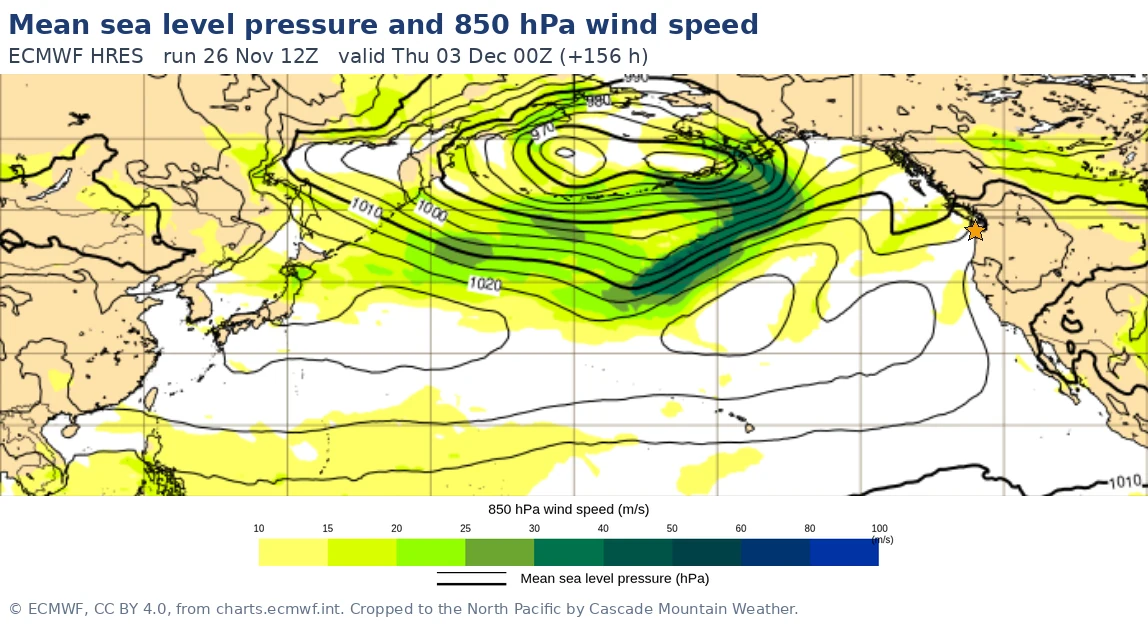 Mean sea level pressure and 850 hPa wind speed
ECMWF HRES run 26 Nov 12Z valid Thu 03 Dec 00Z (+156 h)
990
980
970
1010
1000
1020
1010
850 hPa wind speed (m/s)
10 15 20 25 30 40 50 60 80 100
(m/s)
Mean sea level pressure (hPa)
© ECMWF, CC BY 4.0, from charts.ecmwf.int. Cropped to the North Pacific by Cascade Mountain Weather.